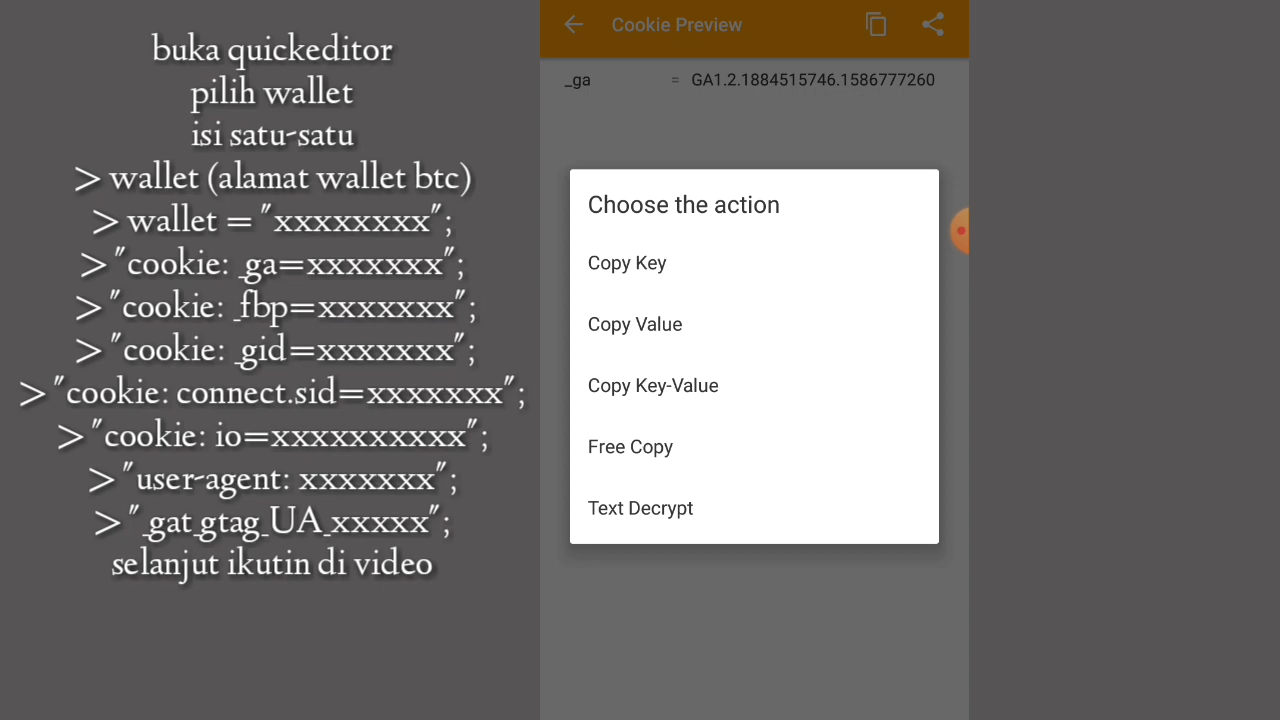 buka quickeditor
pilih wallet
isi satu-satu
> wallet (alamat wallet btc)
> wallet = "xxxxxxxx";
> "cookie: _ga=xxxxxxx";
> "cookie: _fbp=xxxxxxx";
> "cookie: _gid=xxxxxxx";
> "cookie: connect.sid=xxxxxxx";
> "cookie: io=xxxxxxxxxx";
> "user-agent: xxxxxxx";
> "_gat_gtag_UA_xxxxx";
selanjut ikutin di video
Cookie Preview
_ga = GA1.2.1884515746.1586777260
Choose the action
Copy Key
Copy Value
Copy Key-Value
Free Copy
Text Decrypt